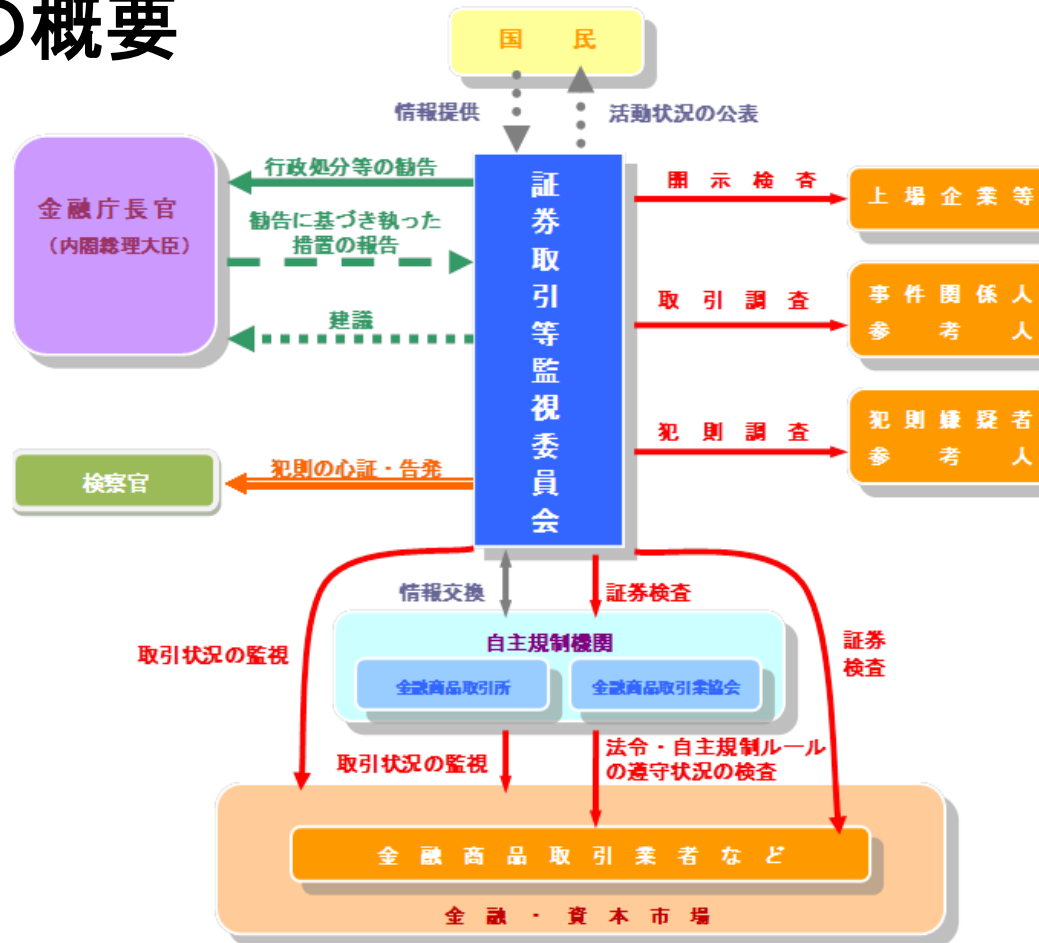 の概要
国 民
情報提供
活動状況の公表
金融庁長官
（内閣総理大臣）
行政処分等の勧告
勧告に基づき執った
措置の報告
建議
証券取引等監視委員会
開示検査
上場企業等
取引調査
事件関係人
参考人
犯則調査
犯則嫌疑者
参考人
検察官
犯則の心証・告発
情報交換
証券検査
取引状況の監視
自主規制機関
金融商品取引所
金融商品取引業協会
証券
検査
取引状況の監視
法令・自主規制ルール
の遵守状況の検査
金融商品取引業者など
金融・資本市場